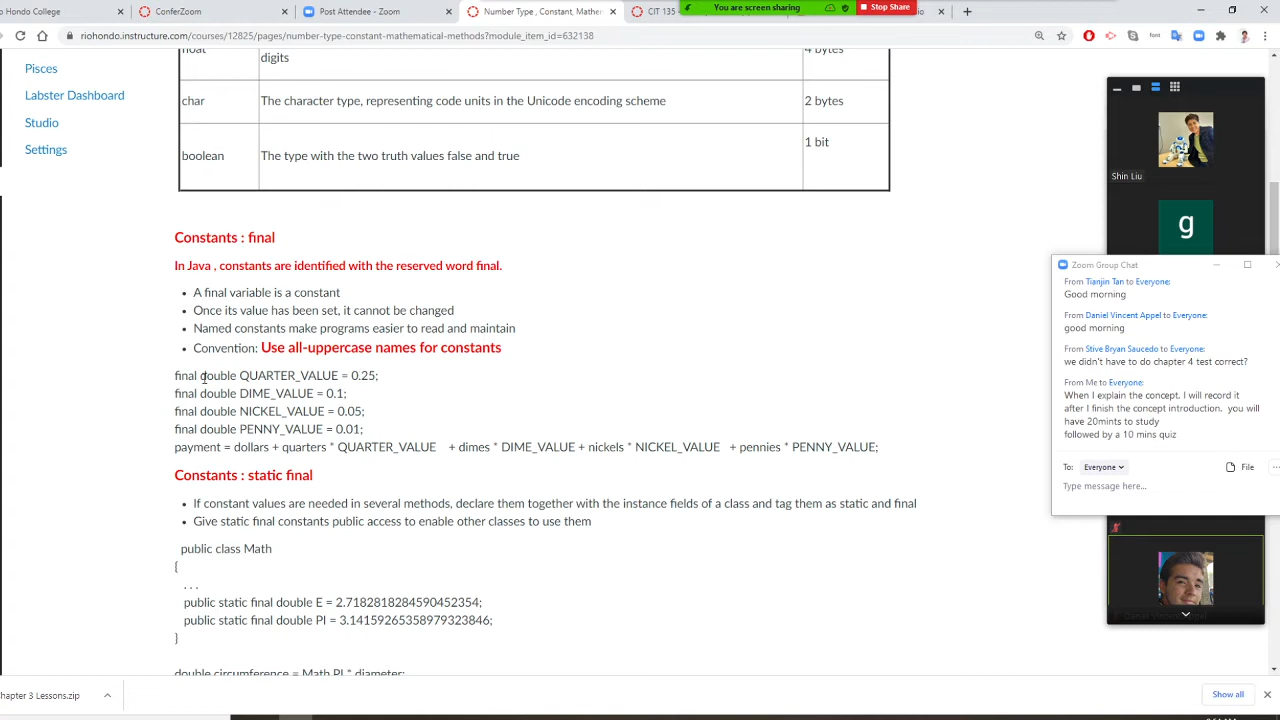 o Hondo College
ConferZoom
Post Attendee - Zoom
Number Type , Constant, Mathem
CIT 135 -
You are screen sharing
Stop Share
riohondo.instructure.com/courses/12825/pages/number-type-constant-mathematical-methods?module_item_id=632138
Pisces
Labster Dashboard
Studio
Settings
float
digits
4 bytes
char
The character type, representing code units in the Unicode encoding scheme
2 bytes
boolean
The type with the two truth values false and true
1 bit
Constants : final
In Java , constants are identified with the reserved word final.
• A final variable is a constant
• Once its value has been set, it cannot be changed
• Named constants make programs easier to read and maintain
• Convention: Use all-uppercase names for constants
final double QUARTER_VALUE = 0.25;
final double DIME_VALUE = 0.1;
final double NICKEL_VALUE = 0.05;
final double PENNY_VALUE = 0.01;
payment = dollars + quarters * QUARTER_VALUE + dimes * DIME_VALUE + nickels * NICKEL_VALUE + pennies * PENNY_VALUE;
Constants : static final
• If constant values are needed in several methods, declare them together with the instance fields of a class and tag them as static and final
• Give static final constants public access to enable other classes to use them
public class Math
{
. . .
public static final double E = 2.7182818284590452354;
public static final double PI = 3.14159265358979323846;
}
double circumference = Math.PI * diameter;
Shin Liu
g
Zoom Group Chat
From Tianjin Tan to Everyone:
Good morning
From Daniel Vincent Appel to Everyone:
good morning
From Stive Bryan Saucedo to Everyone:
we didn't have to do chapter 4 test correct?
From Me to Everyone:
When I explain the concept, I will record it
after I finish the concept introduction, you will
have 20mints to study
followed by a 10 mins quiz
To: Everyone
File
Type message here...
Daniel Vincent Appel
hapter 3 Lessons.zip
Show all